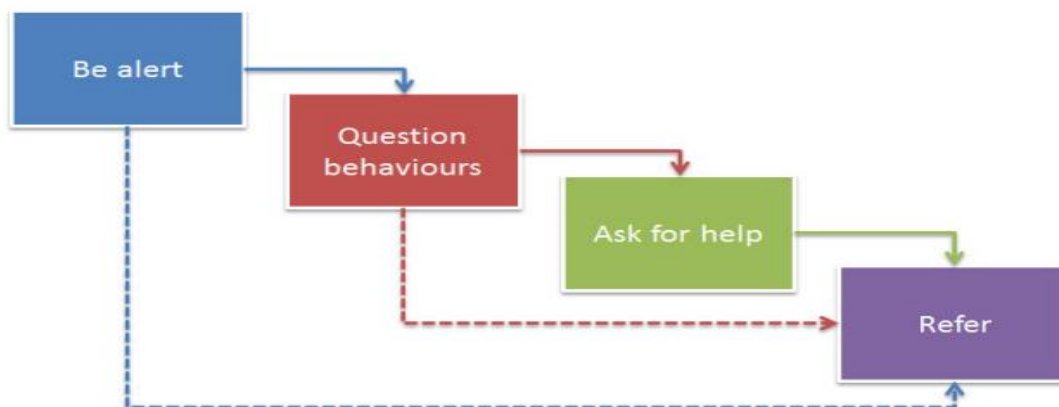 Be alert
Question
behaviours
Ask for help
Refer